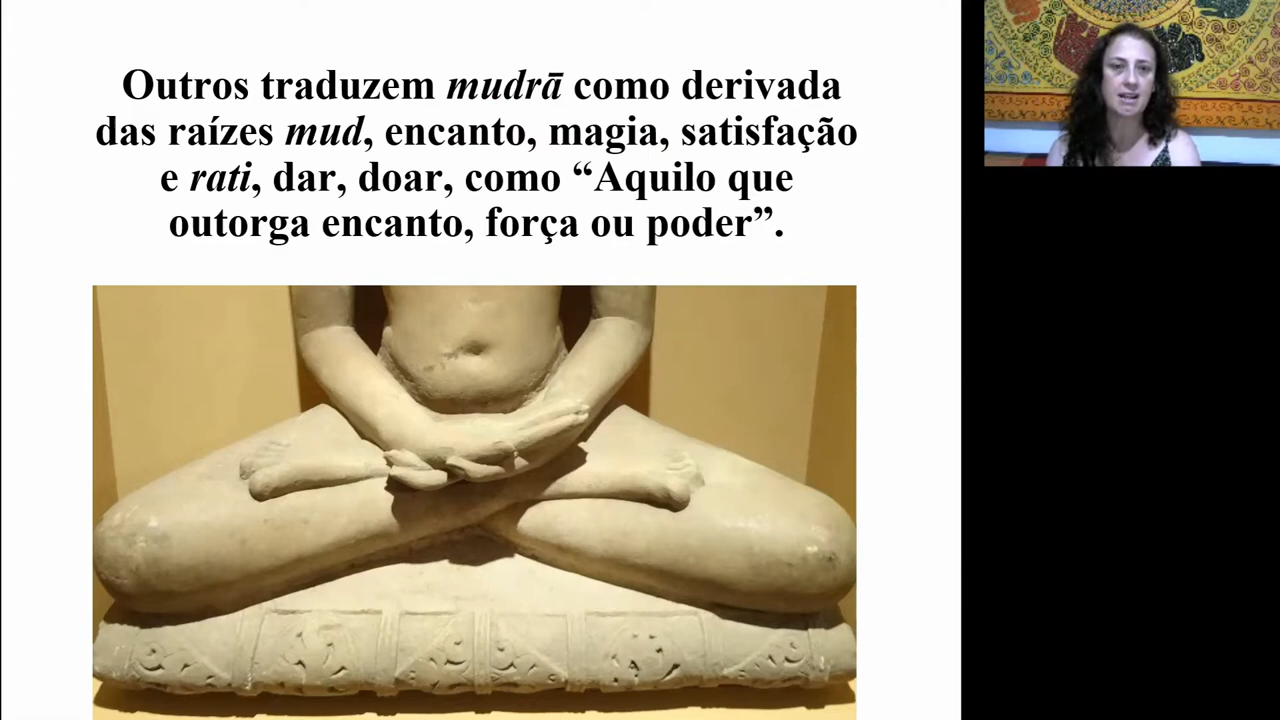 Outros traduzem mudrā como derivada
das raízes mud, encanto, magia, satisfação
e rati, dar, doar, como “Aquilo que
outorga encanto, força ou poder”.